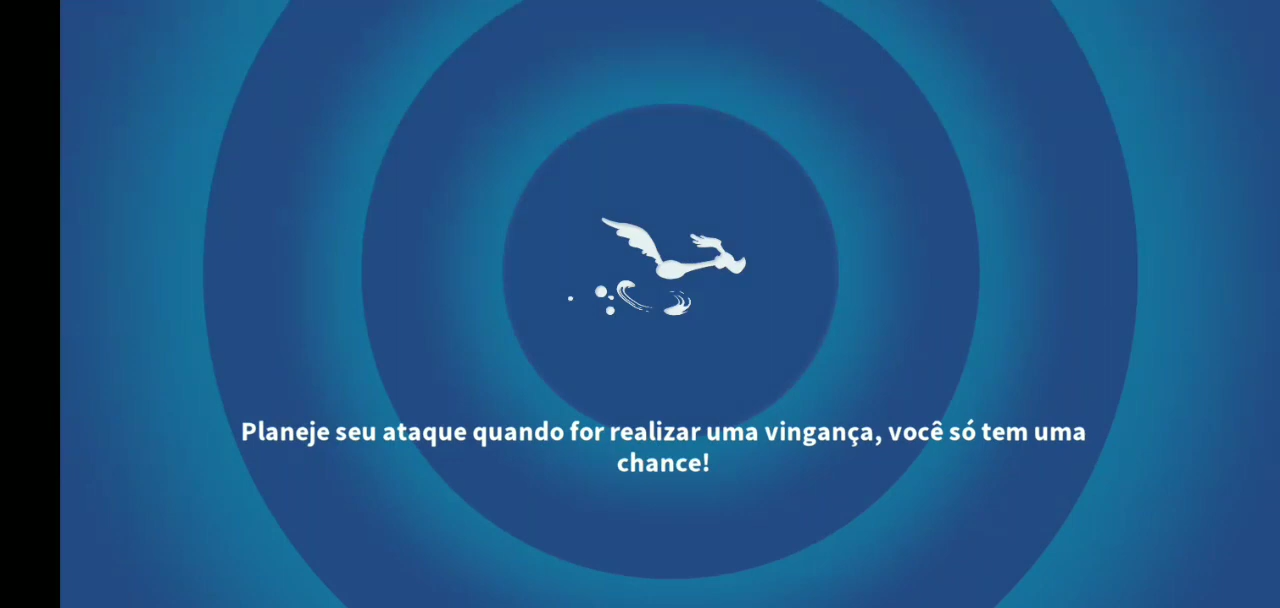 Planeje seu ataque quando for realizar uma vingança, você só tem uma
chance!